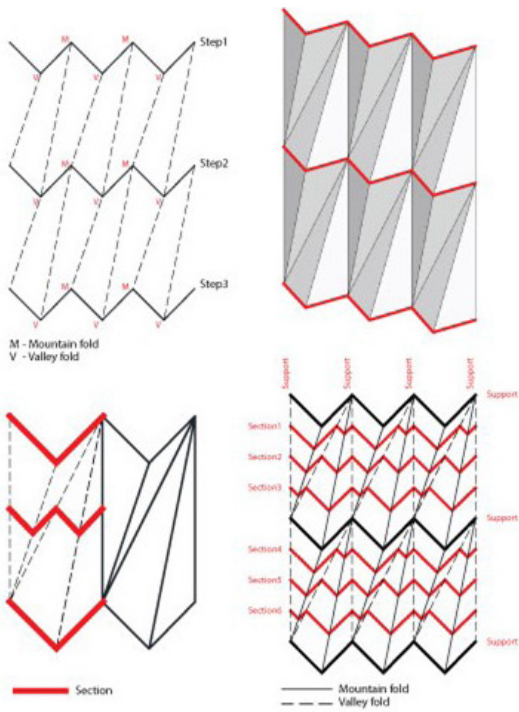 M M Step1
V V V
M M Step2
V V V
M M Step3
V V V
M - Mountain fold
V - Valley fold
Support Support Support Support
Support
Section1
Section2
Section3
Support
Section4
Section5
Section6
Support
Section
Mountain fold
Valley fold